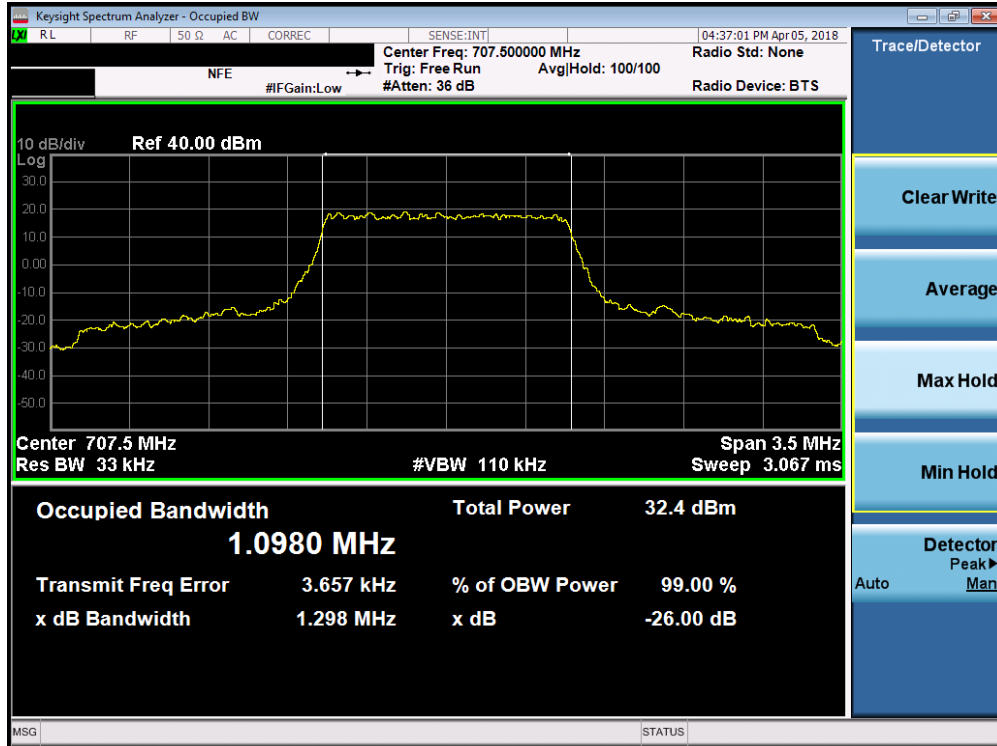 Keysight Spectrum Analyzer - Occupied BW
LXI RL RF 50 Ω AC CORREC SENSE:INT 04:37:01 PM Apr 05, 2018
Center Freq: 707.500000 MHz Radio Std: None
NFE Trig: Free Run Avg|Hold: 100/100
#IFGain:Low #Atten: 36 dB Radio Device: BTS
Trace/Detector
10 dB/div Ref 40.00 dBm
Log
30.0
20.0
10.0
0.00
-10.0
-20.0
-30.0
-40.0
-50.0
Center 707.5 MHz Span 3.5 MHz
Res BW 33 kHz #VBW 110 kHz Sweep 3.067 ms
Occupied Bandwidth Total Power 32.4 dBm
1.0980 MHz
Transmit Freq Error 3.657 kHz % of OBW Power 99.00 %
x dB Bandwidth 1.298 MHz x dB -26.00 dB
Clear Write
Average
Max Hold
Min Hold
Detector
Peak▶
Auto Man
MSG STATUS